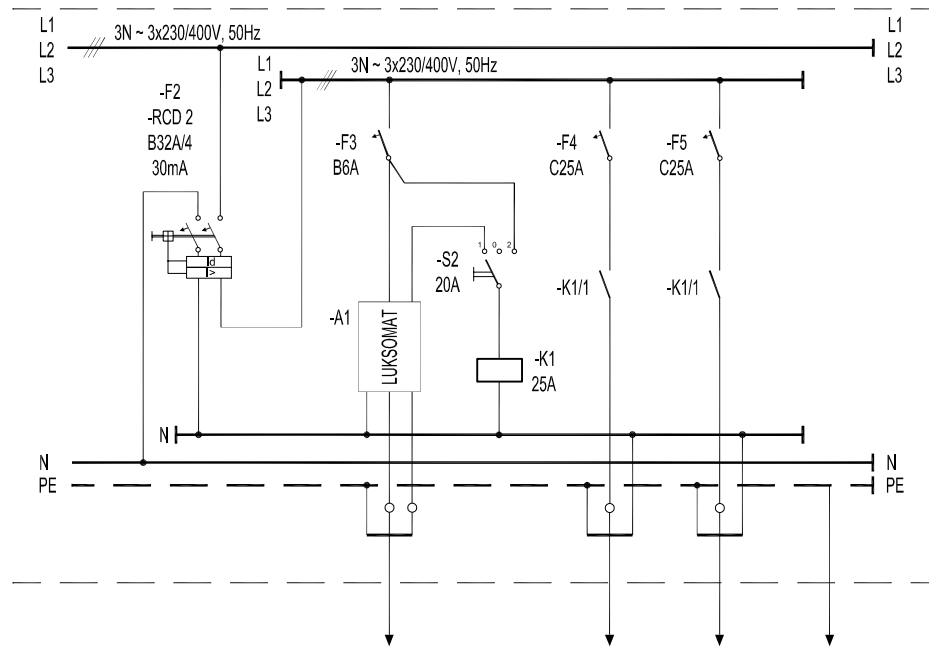 L1
L2
L3
3N ~ 3x230/400V, 50Hz
L1
L2
L3
L1
L2
L3
3N ~ 3x230/400V, 50Hz
-F2
-RCD 2
B32A/4
30mA
-F3
B6A
-F4
C25A
-F5
C25A
1 0 2
-S2
20A
Id
I>
-K1/1
-K1/1
-A1
LUKSOMAT
-K1
25A
N
N
PE
N
PE